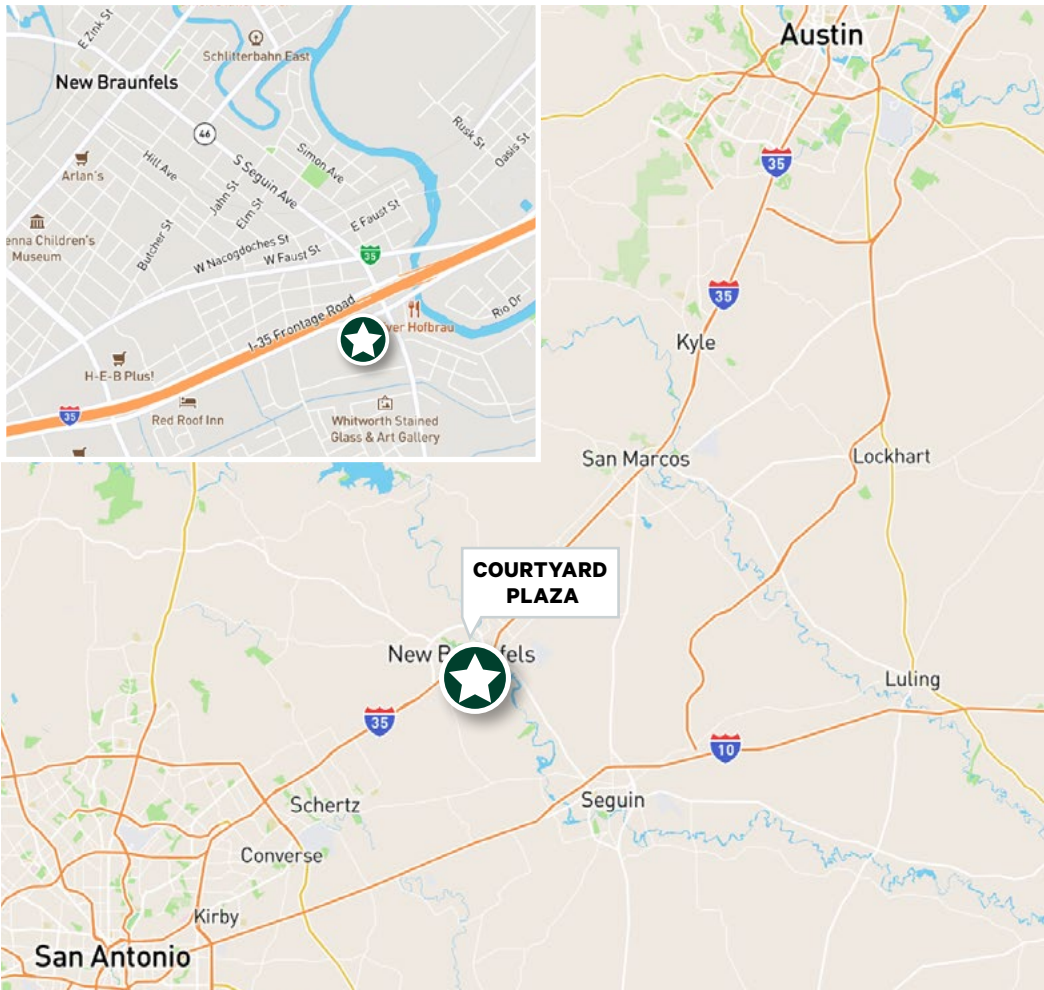 E Zink St
Schlitterbahn East
New Braunfels
46
Rusk St
Oasis St
Simon Ave
S Seguin Ave
Hill Ave
Arlan's
Jahn St
Elm St
E Faust St
Butcher St
enna Children's
Museum
W Nacogdoches St
W Faust St
35
I-35 Frontage Road
ver Hofbrau
Rio Dr
H-E-B Plus!
35
Red Roof Inn
Whitworth Stained
Glass & Art Gallery
Austin
35
35
Kyle
San Marcos
Lockhart
COURTYARD
PLAZA
New B fels
Luling
35
10
Schertz
Seguin
Converse
Kirby
San Antonio